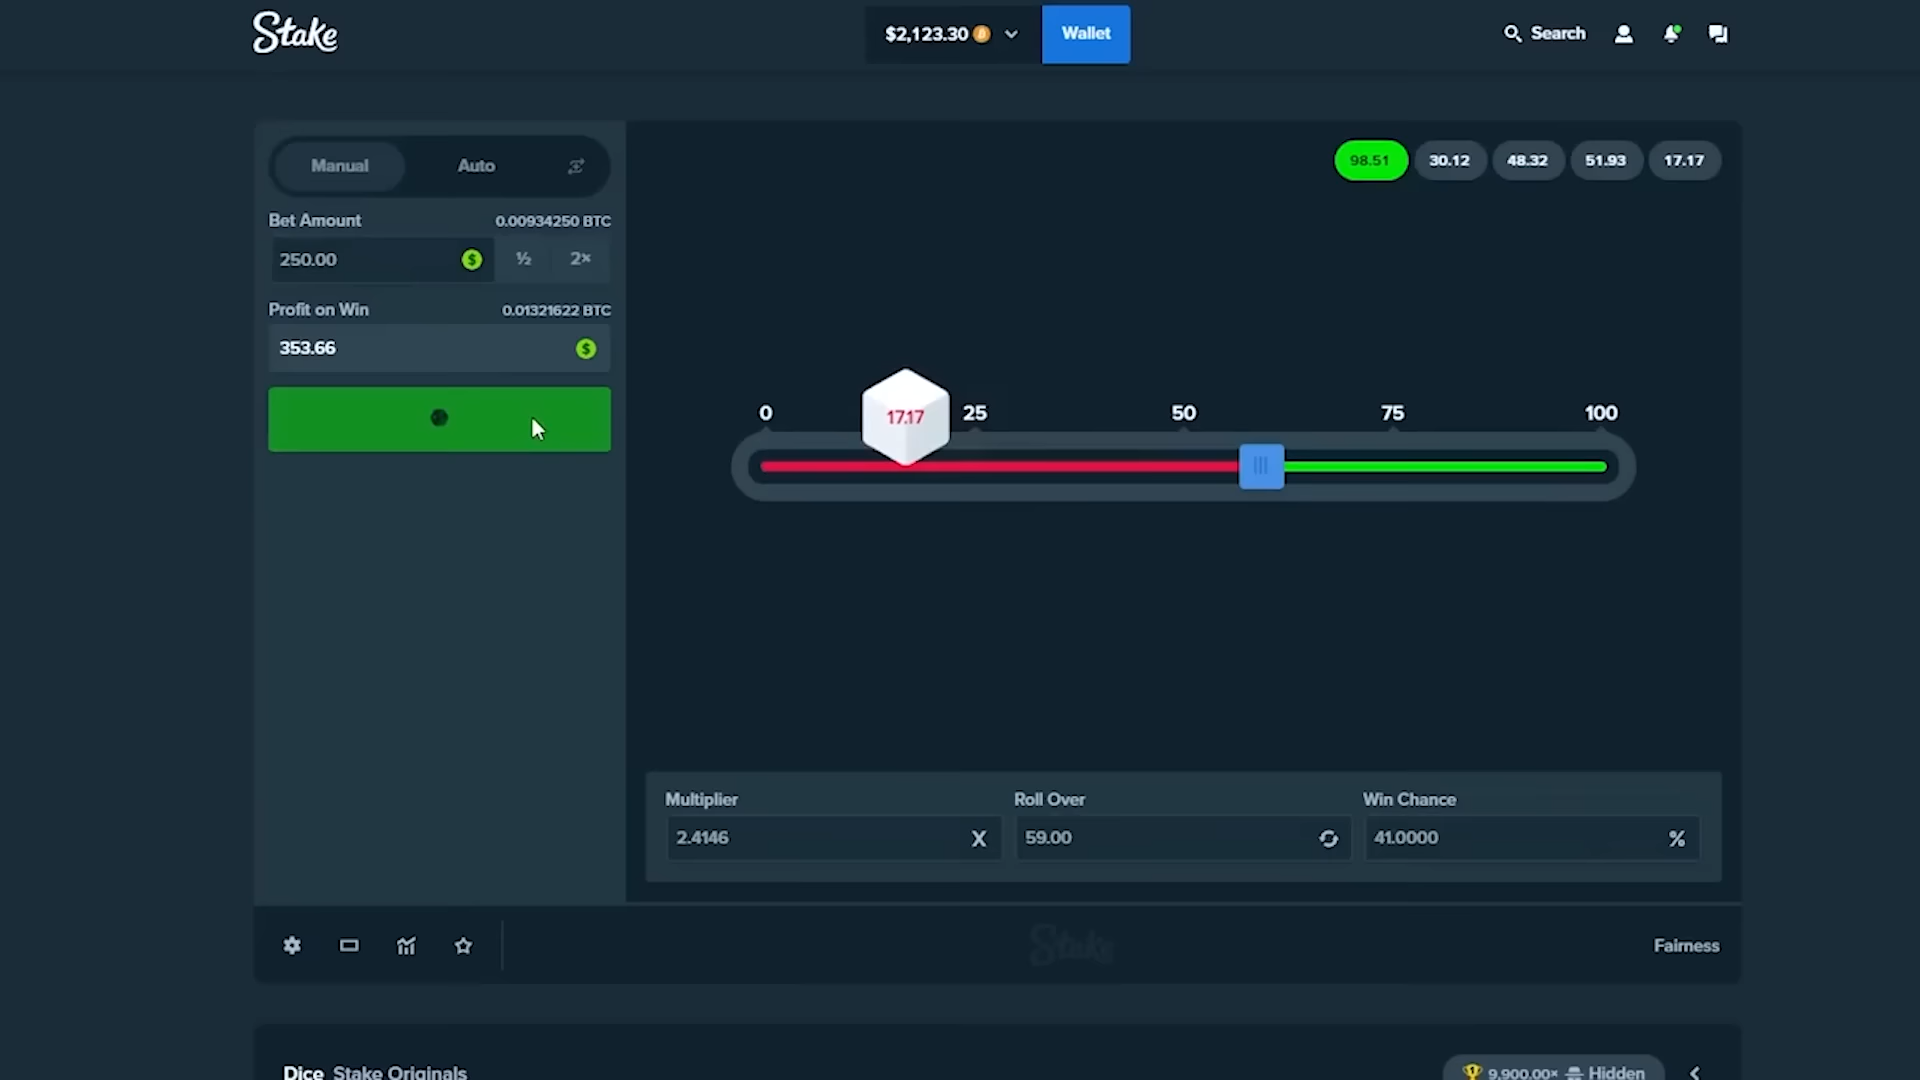 Stake
$2,123.30
Wallet
Search
Manual
Auto
98.51
30.12
48.32
51.93
17.17
Bet Amount
0.00934250 BTC
250.00
$
½
2×
Profit on Win
0.01321622 BTC
353.66
$
17.17
0
25
50
75
100
Multiplier
Roll Over
Win Chance
2.4146
X
59.00
41.0000
%
Stake
Fairness
Dice Stake Originals
9,900.00×
Hidden